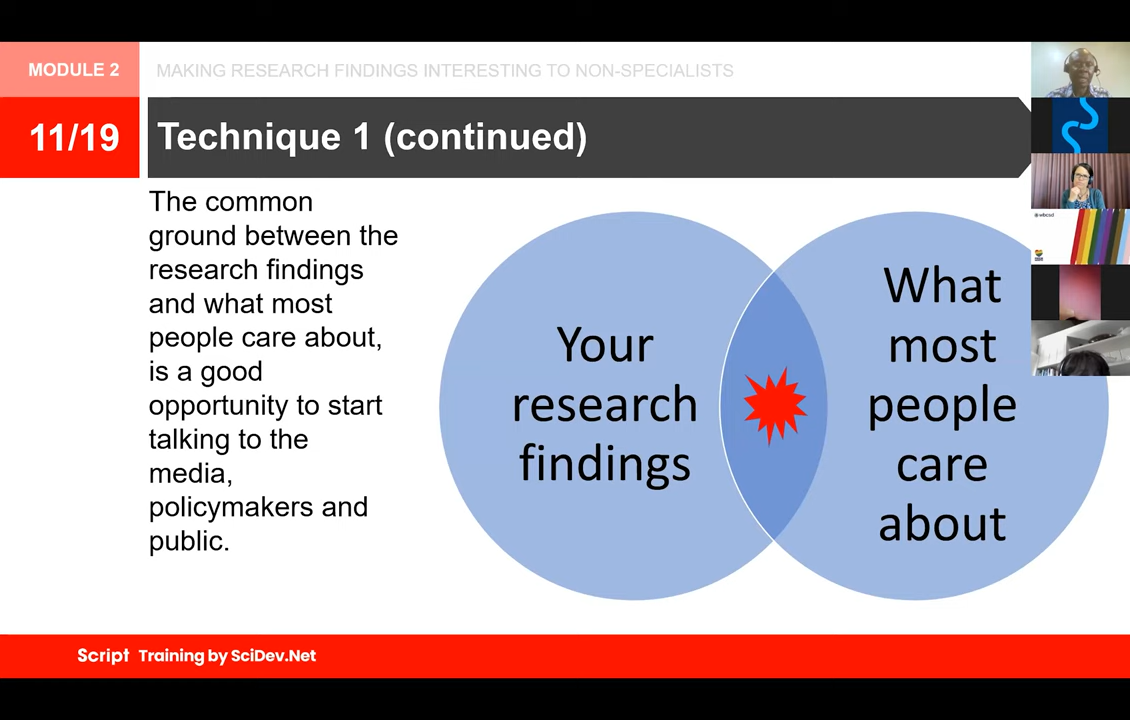 MODULE 2
MAKING RESEARCH FINDINGS INTERESTING TO NON-SPECIALISTS
11/19
Technique 1 (continued)
The common
ground between the
research findings
and what most
people care about,
is a good
opportunity to start
talking to the
media,
policymakers and
public.
Your
research
findings
What
most
people
care
about
wbcsd
Script Training by SciDev.Net